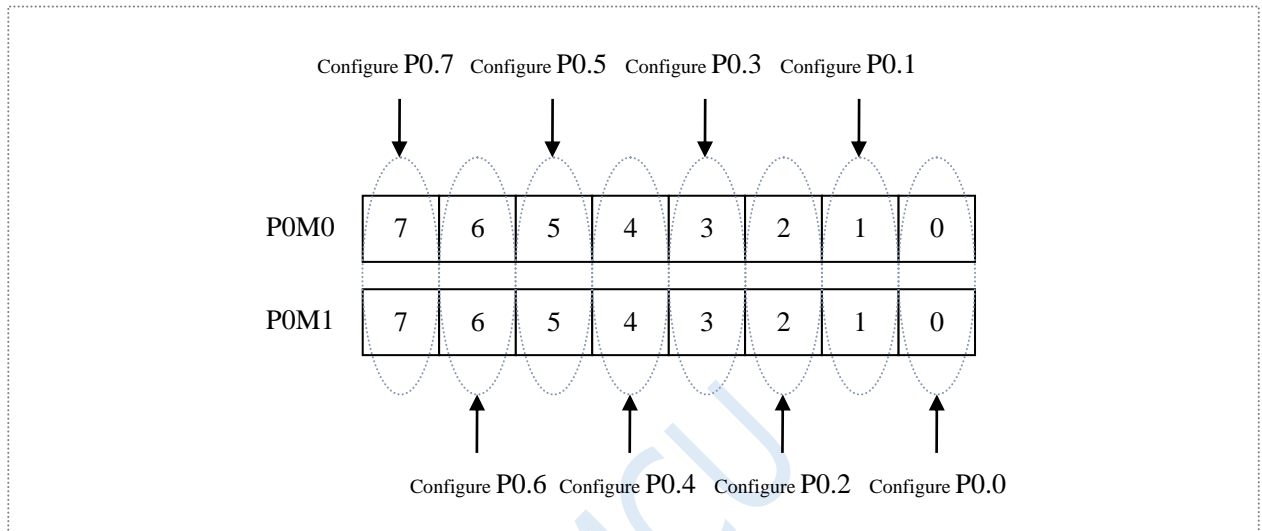 Configure P0.7 Configure P0.5 Configure P0.3 Configure P0.1
P0M0 7 6 5 4 3 2 1 0
P0M1 7 6 5 4 3 2 1 0
Configure P0.6 Configure P0.4 Configure P0.2 Configure P0.0
MCU